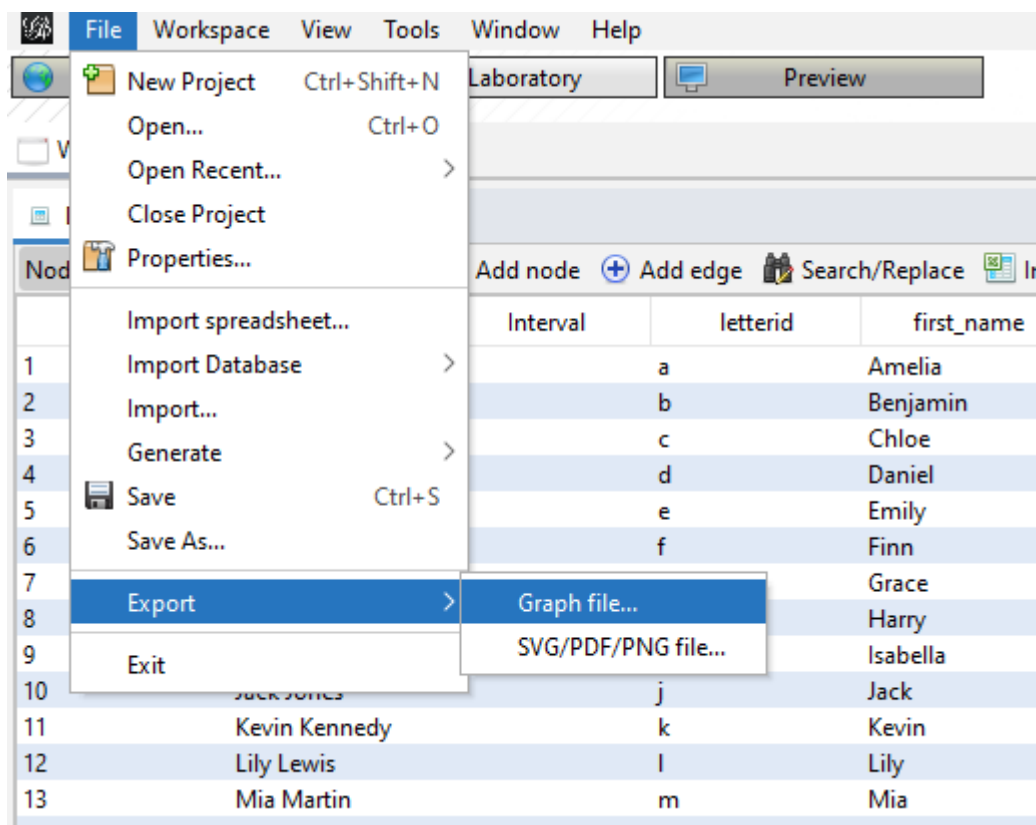 File Workspace View Tools Window Help
New Project Ctrl+Shift+N
Laboratory
Preview
Open... Ctrl+O
Open Recent...
Close Project
Properties...
Add node Add edge Search/Replace
Import spreadsheet...
Interval letterid first_name
Import Database
Import...
Generate
Save Ctrl+S
Save As...
Export
Graph file...
SVG/PDF/PNG file...
Exit
1 a Amelia
2 b Benjamin
3 c Chloe
4 d Daniel
5 e Emily
6 f Finn
7 Grace
8 Harry
9 Isabella
10 Jack Jones j Jack
11 Kevin Kennedy k Kevin
12 Lily Lewis l Lily
13 Mia Martin m Mia